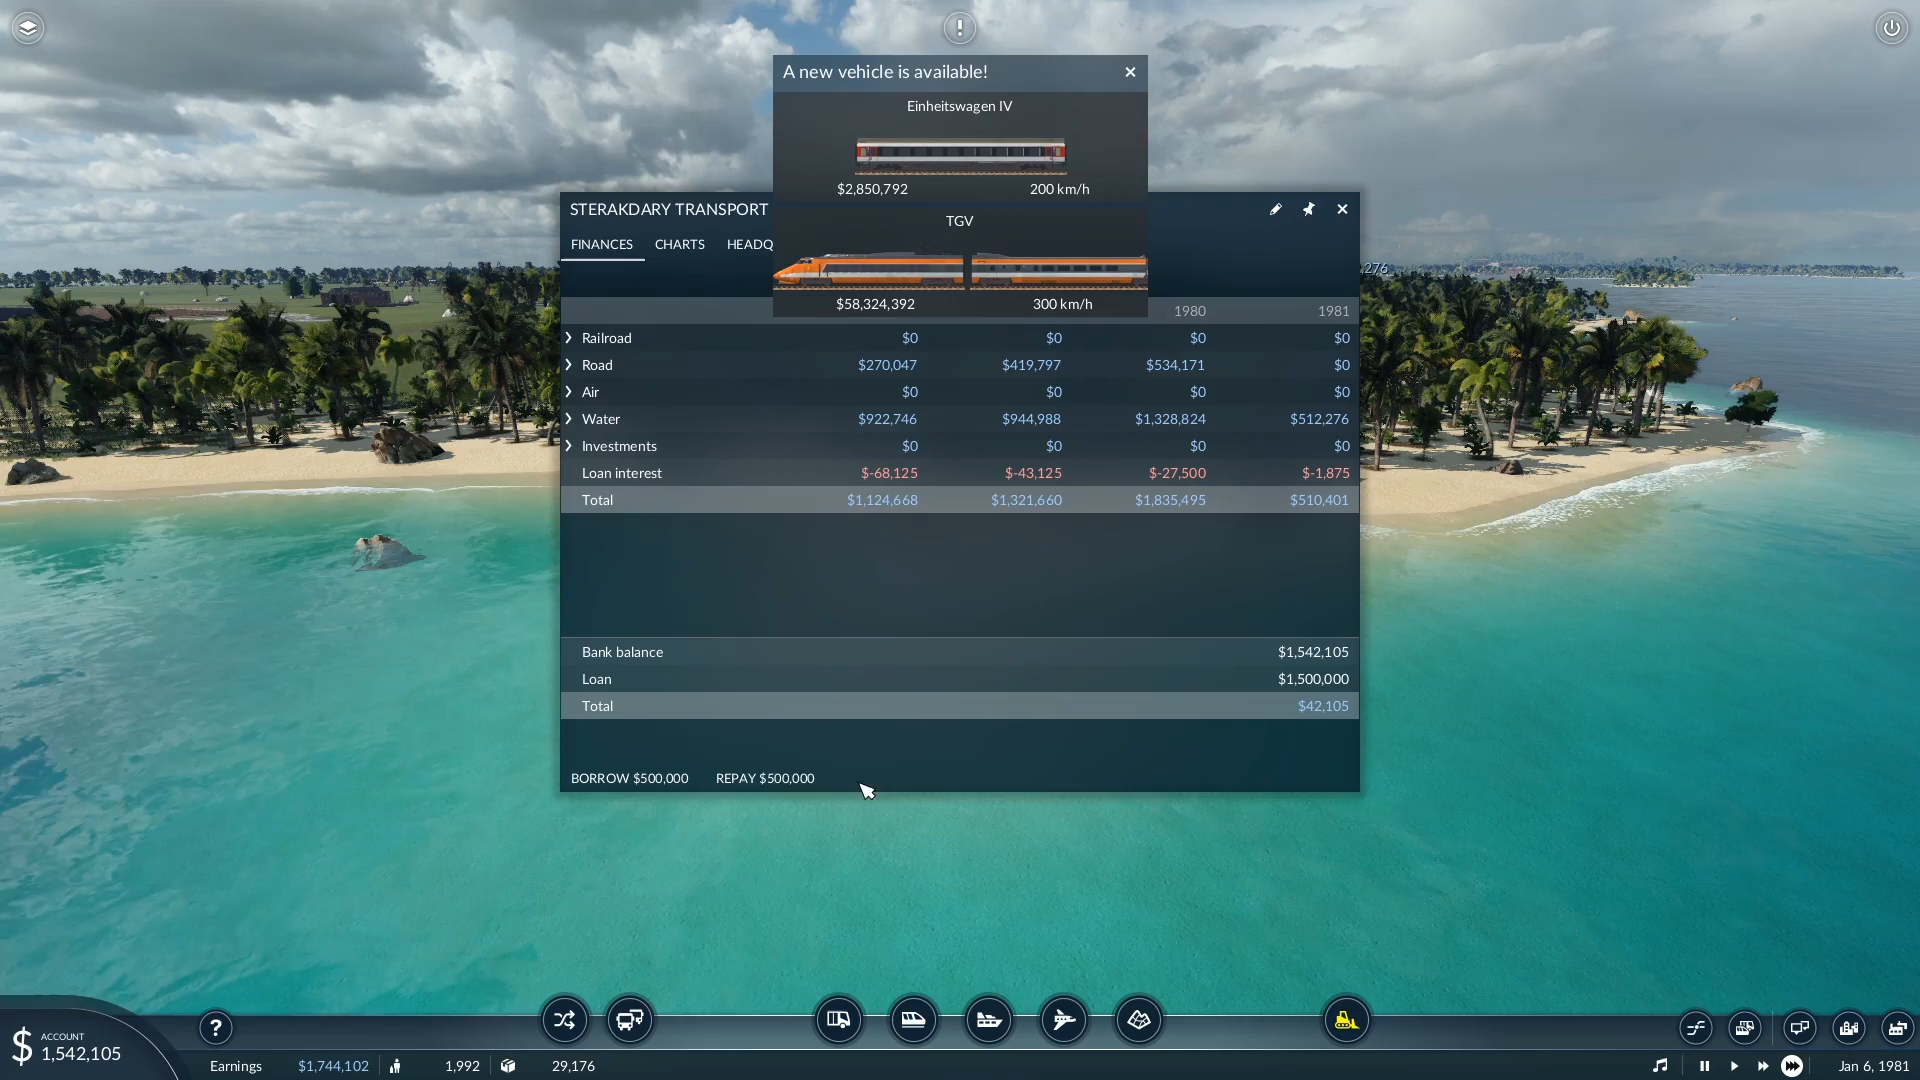 A new vehicle is available!
Einheitswagen IV
$2,850,792 200 km/h
TGV
$58,324,392 300 km/h
STERAKDARY TRANSPORT
FINANCES CHARTS HEADQ
,276
1980 1981
Railroad $0 $0 $0 $0
Road $270,047 $419,797 $534,171 $0
Air $0 $0 $0 $0
Water $922,746 $944,988 $1,328,824 $512,276
Investments $0 $0 $0 $0
Loan interest $-68,125 $-43,125 $-27,500 $-1,875
Total $1,124,668 $1,321,660 $1,835,495 $510,401
Bank balance $1,542,105
Loan $1,500,000
Total $42,105
BORROW $500,000 REPAY $500,000
$ ACCOUNT
1,542,105
?
Earnings $1,744,102 1,992 29,176 Jan 6, 1981